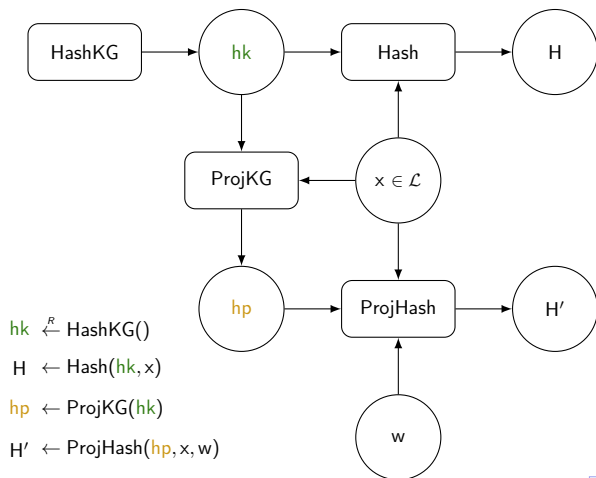 HashKG
hk
Hash
H
ProjKG
x ∈ ℒ
hp
ProjHash
H′
w
hk ←R HashKG()
H ← Hash(hk, x)
hp ← ProjKG(hk)
H′ ← ProjHash(hp, x, w)